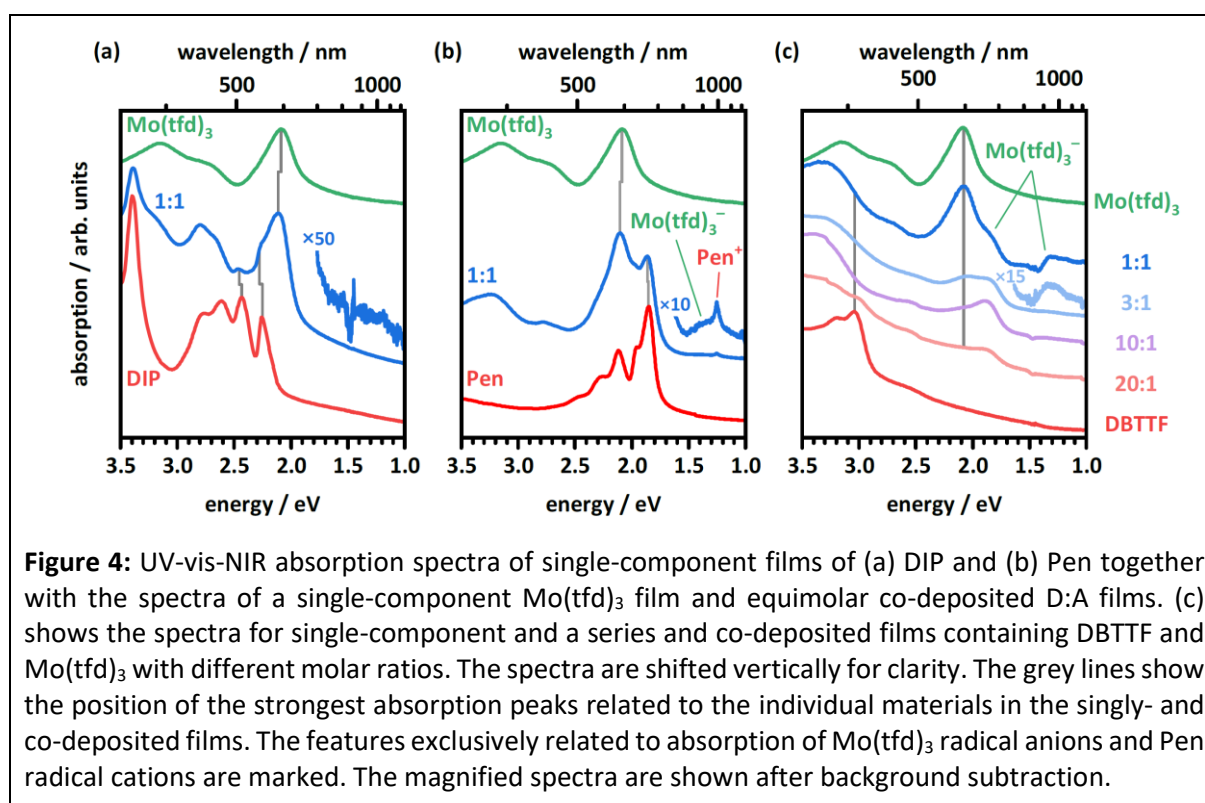 (a) wavelength / nm
500 1000
Mo(tfd)₃
1:1
×50
DIP
absorption / arb. units
3.5 3.0 2.5 2.0 1.5 1.0
energy / eV
(b) wavelength / nm
500 1000
Mo(tfd)₃
Mo(tfd)₃⁻
Pen⁺
1:1
×10
Pen
3.5 3.0 2.5 2.0 1.5 1.0
energy / eV
(c) wavelength / nm
500 1000
Mo(tfd)₃⁻
Mo(tfd)₃
1:1
×15
3:1
10:1
20:1
DBTTF
3.5 3.0 2.5 2.0 1.5 1.0
energy / eV
Figure 4: UV-vis-NIR absorption spectra of single-component films of (a) DIP and (b) Pen together
with the spectra of a single-component Mo(tfd)₃ film and equimolar co-deposited D:A films. (c)
shows the spectra for single-component and a series and co-deposited films containing DBTTF and
Mo(tfd)₃ with different molar ratios. The spectra are shifted vertically for clarity. The grey lines show
the position of the strongest absorption peaks related to the individual materials in the singly- and
co-deposited films. The features exclusively related to absorption of Mo(tfd)₃ radical anions and Pen
radical cations are marked. The magnified spectra are shown after background subtraction.